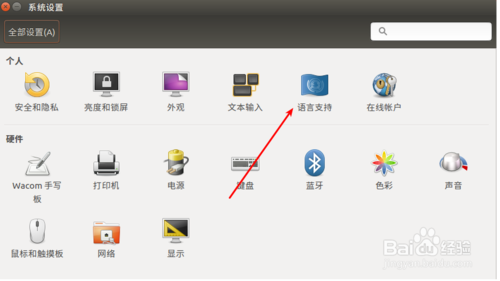 系统设置
全部设置(A)
个人
安全和隐私 亮度和锁屏 外观 文本输入 语言支持 在线帐户
硬件
Wacom 手写板 打印机 电源 键盘 蓝牙 色彩 声音
鼠标和触摸板 网络 显示
Baidu 经验
jingyan.baidu.com